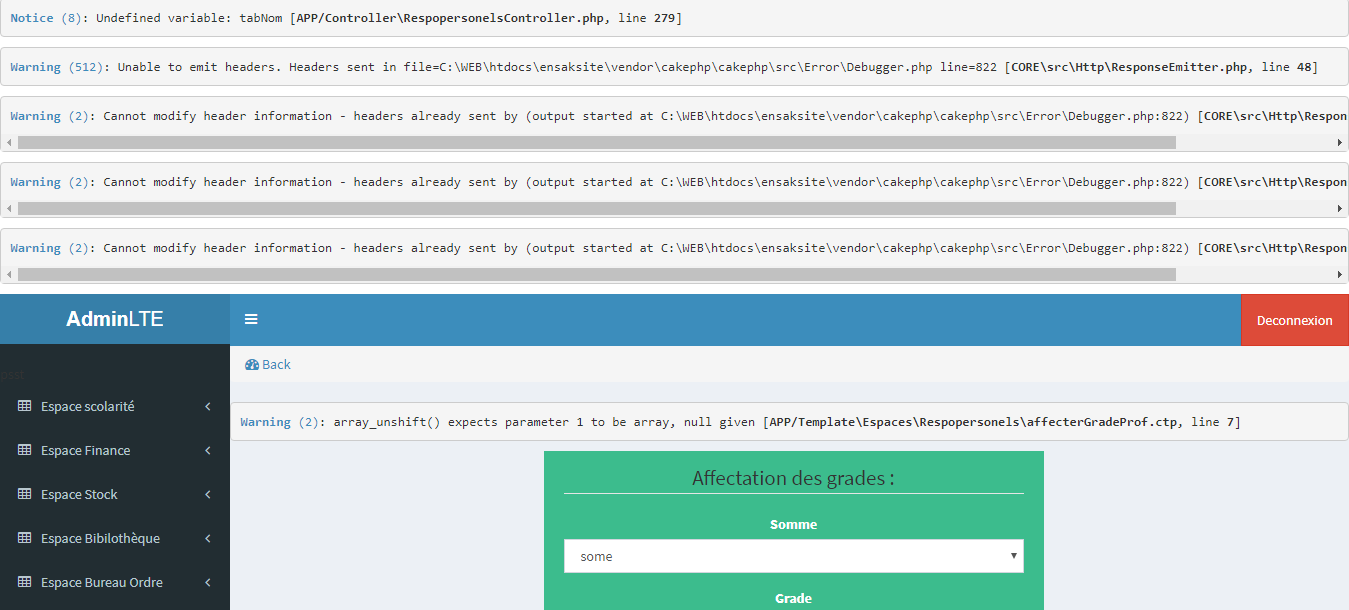 Notice (8): Undefined variable: tabNom [APP/Controller\RespopersonelsController.php, line 279]
Warning (512): Unable to emit headers. Headers sent in file=C:\WEB\htdocs\ensaksite\vendor\cakephp\cakephp\src\Error\Debugger.php line=822 [CORE\src\Http\ResponseEmitter.php, line 48]
Warning (2): Cannot modify header information - headers already sent by (output started at C:\WEB\htdocs\ensaksite\vendor\cakephp\cakephp\src\Error\Debugger.php:822) [CORE\src\Http\Respon
Warning (2): Cannot modify header information - headers already sent by (output started at C:\WEB\htdocs\ensaksite\vendor\cakephp\cakephp\src\Error\Debugger.php:822) [CORE\src\Http\Respon
Warning (2): Cannot modify header information - headers already sent by (output started at C:\WEB\htdocs\ensaksite\vendor\cakephp\cakephp\src\Error\Debugger.php:822) [CORE\src\Http\Respon
AdminLTE
Deconnexion
Back
Espace scolarité
Espace Finance
Espace Stock
Espace Bibilothèque
Espace Bureau Ordre
Warning (2): array_unshift() expects parameter 1 to be array, null given [APP/Template\Espaces\Respopersonels\affecterGradeProf.ctp, line 7]
Affectation des grades :
Somme
some
Grade